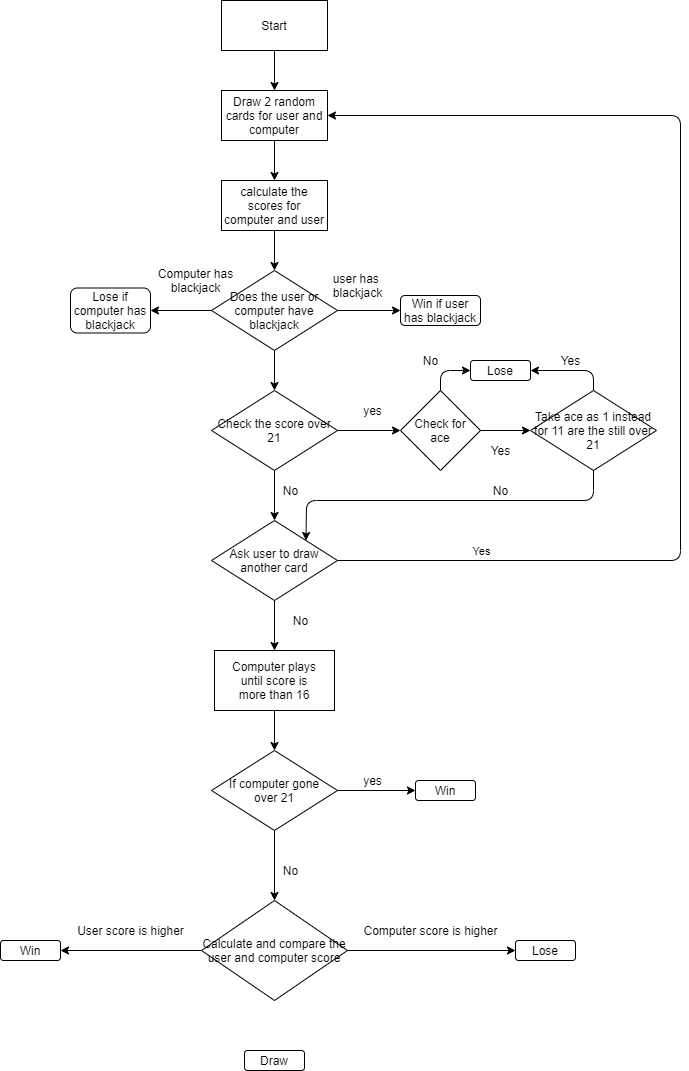 Start
Draw 2 random
cards for user and
computer
calculate the
scores for
computer and user
Computer has
blackjack
user has
blackjack
Lose if
computer has
blackjack
Does the user or
computer have
blackjack
Win if user
has blackjack
No
Lose
Yes
Check the score over
21
yes
Check for
ace
Yes
Take ace as 1 instead
for 11 are the still over
21
No
No
Ask user to draw
another card
Yes
No
Computer plays
until score is
more than 16
If computer gone
over 21
yes
Win
No
User score is higher
Computer score is higher
Win
Calculate and compare the
user and computer score
Lose
Draw